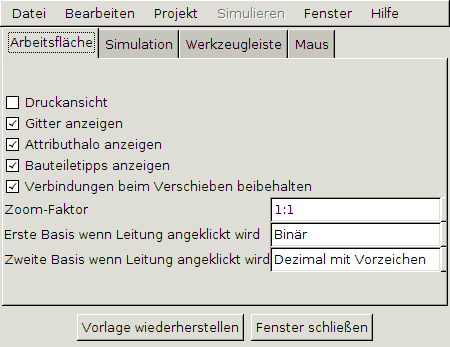 Datei Bearbeiten Projekt Simulieren Fenster Hilfe
Arbeitsfläche Simulation Werkzeugleiste Maus
Druckansicht
Gitter anzeigen
Attributhalo anzeigen
Bauteiletipps anzeigen
Verbindungen beim Verschieben beibehalten
Zoom-Faktor 1:1
Erste Basis wenn Leitung angeklickt wird Binär
Zweite Basis wenn Leitung angeklickt wird Dezimal mit Vorzeichen
Vorlage wiederherstellen Fenster schließen